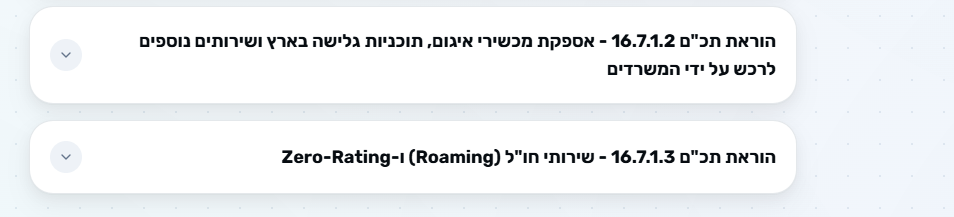 הוראת תכ"ם 16.7.1.2 - אספקת מכשירי איגום, תוכניות גלישה בארץ ושירותים נוספים
לרכש על ידי המשרדים
הוראת תכ"ם 16.7.1.3 - שירותי חו"ל (Roaming) ו-Zero-Rating